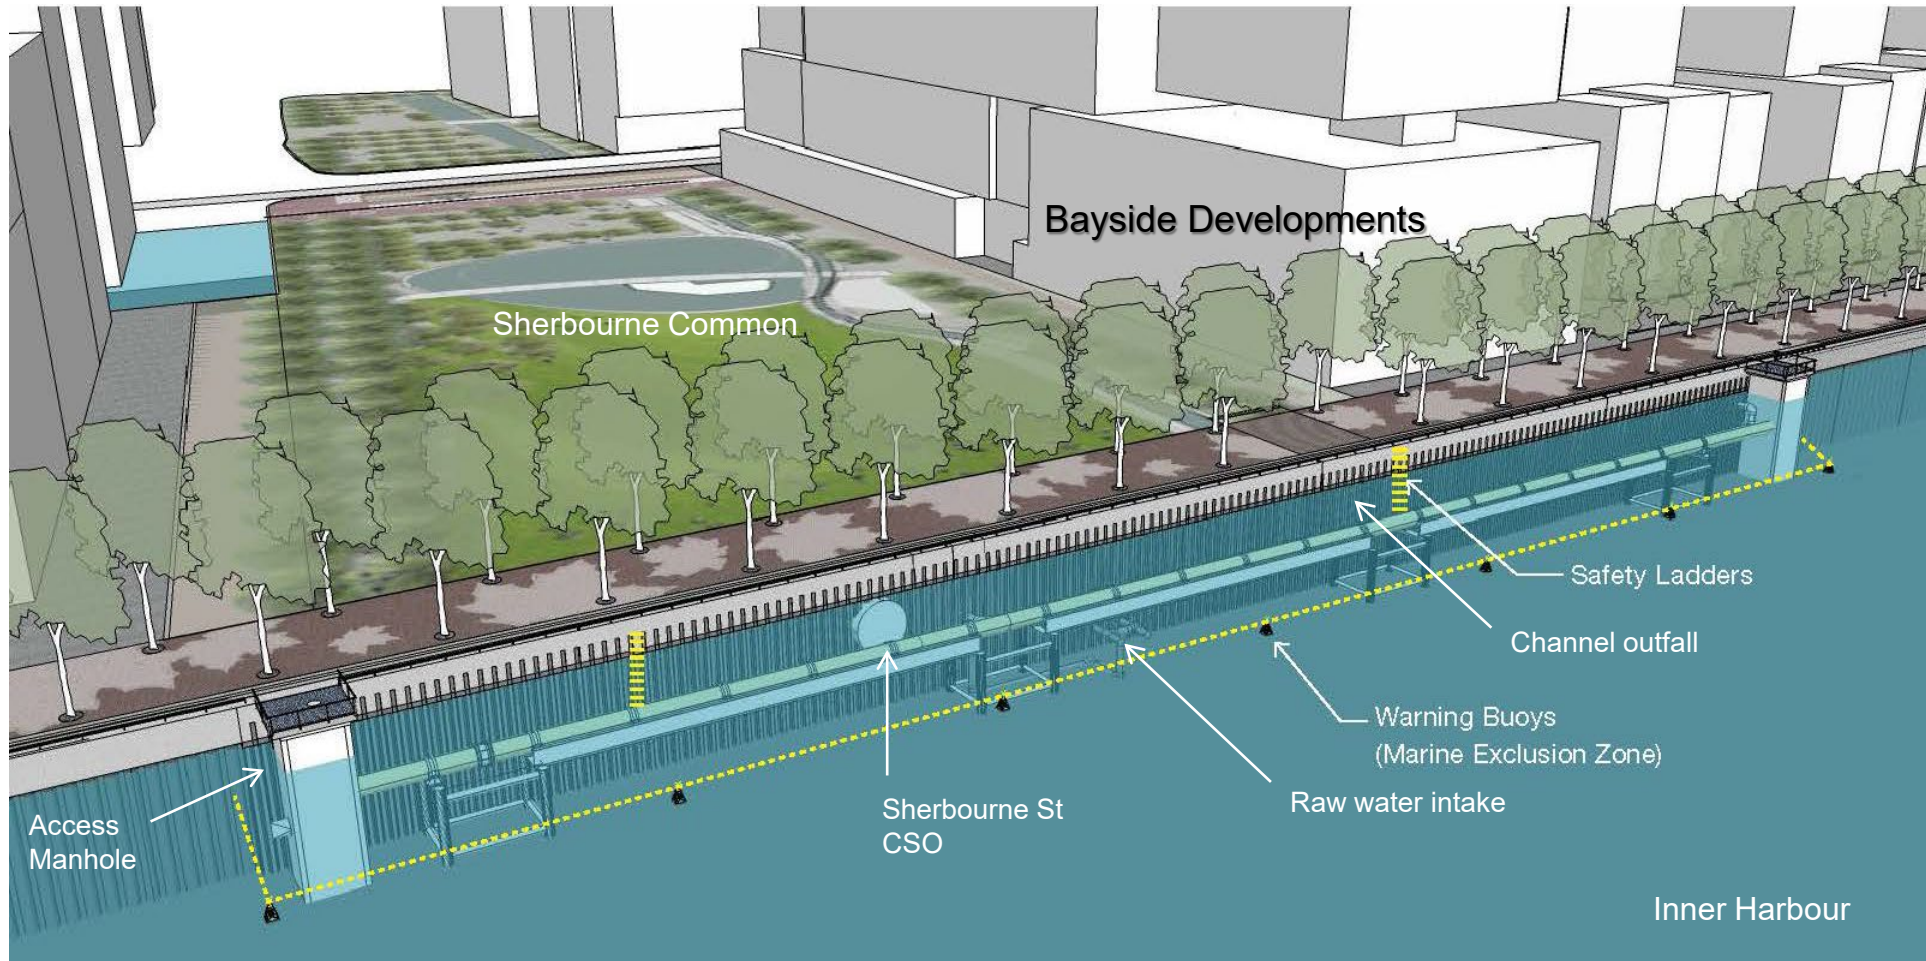 Bayside Developments
Sherbourne Common
Safety Ladders
Channel outfall
Warning Buoys
(Marine Exclusion Zone)
Raw water intake
Sherbourne St
CSO
Access
Manhole
Inner Harbour